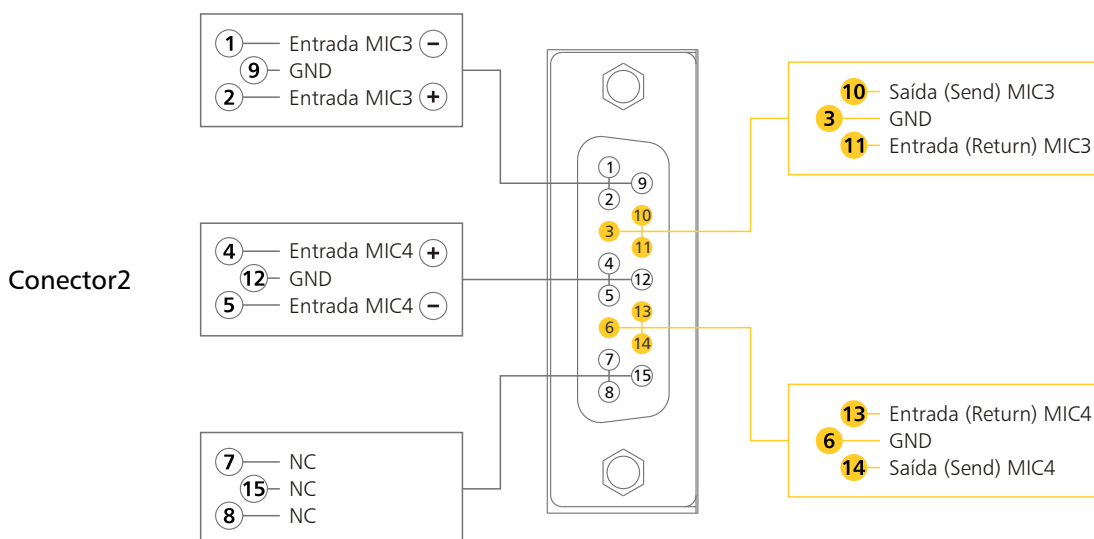 1 Entrada MIC3 −
9 GND
2 Entrada MIC3 +
10 Saída (Send) MIC3
3 GND
11 Entrada (Return) MIC3
Conector2
4 Entrada MIC4 +
12 GND
5 Entrada MIC4 −
1
9
2
10
3
11
4
12
5
13
6
14
7
15
8
7 NC
15 NC
8 NC
13 Entrada (Return) MIC4
6 GND
14 Saída (Send) MIC4